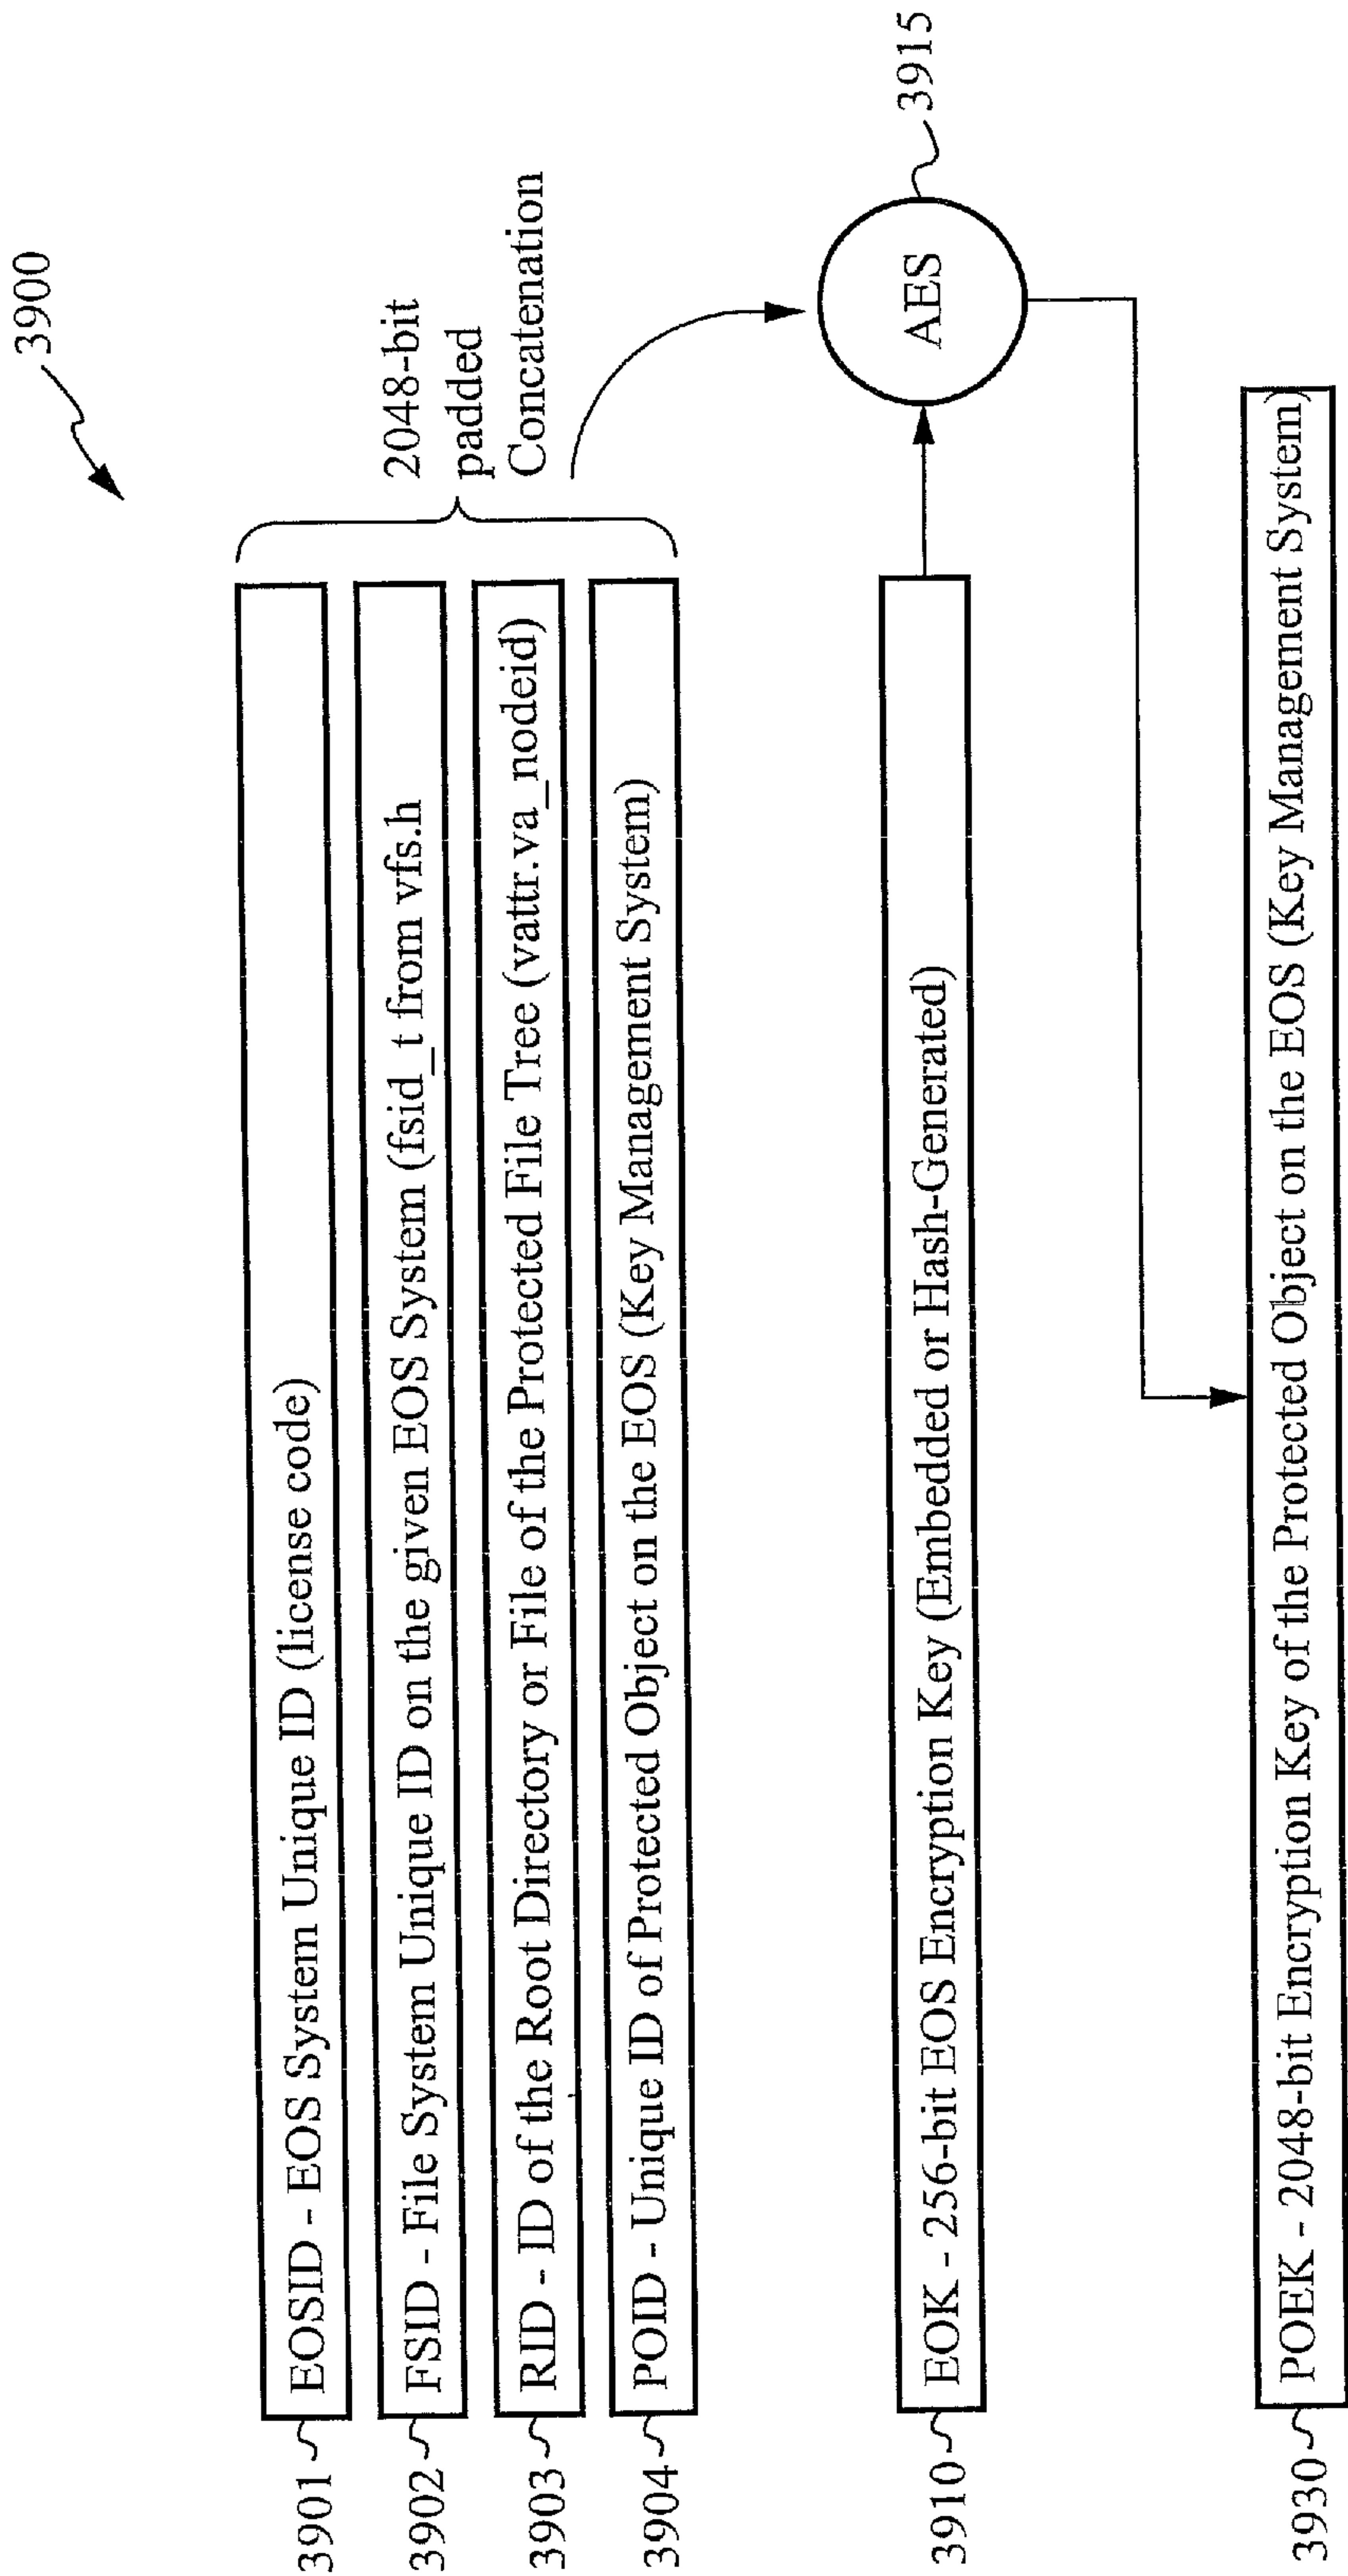 3900
3901
EOSID - EOS System Unique ID (license code)
3902
FSID - File System Unique ID on the given EOS System (fsid_t from vfs.h
3903
RID - ID of the Root Directory or File of the Protected File Tree (vattr.va_nodeid)
3904
POID - Unique ID of Protected Object on the EOS (Key Management System)
2048-bit
padded
Concatenation
3910
EOK - 256-bit EOS Encryption Key (Embedded or Hash-Generated)
AES
3915
3930
POEK - 2048-bit Encryption Key of the Protected Object on the EOS (Key Management System)